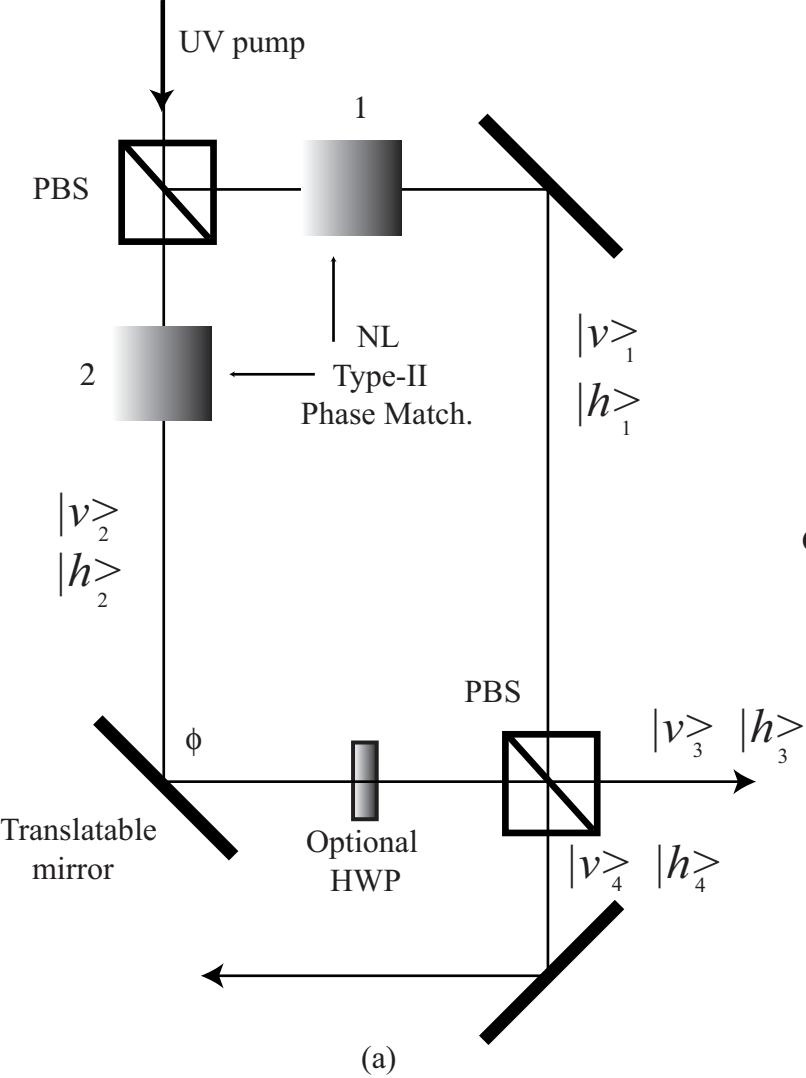 UV pump
1
PBS
NL
Type-II
Phase Match.
2
|v>₁
|h>₁
|v>₂
|h>₂
PBS
|v>₃ |h>₃
ϕ
Translatable
mirror
Optional
HWP
|v>₄ |h>₄
(a)